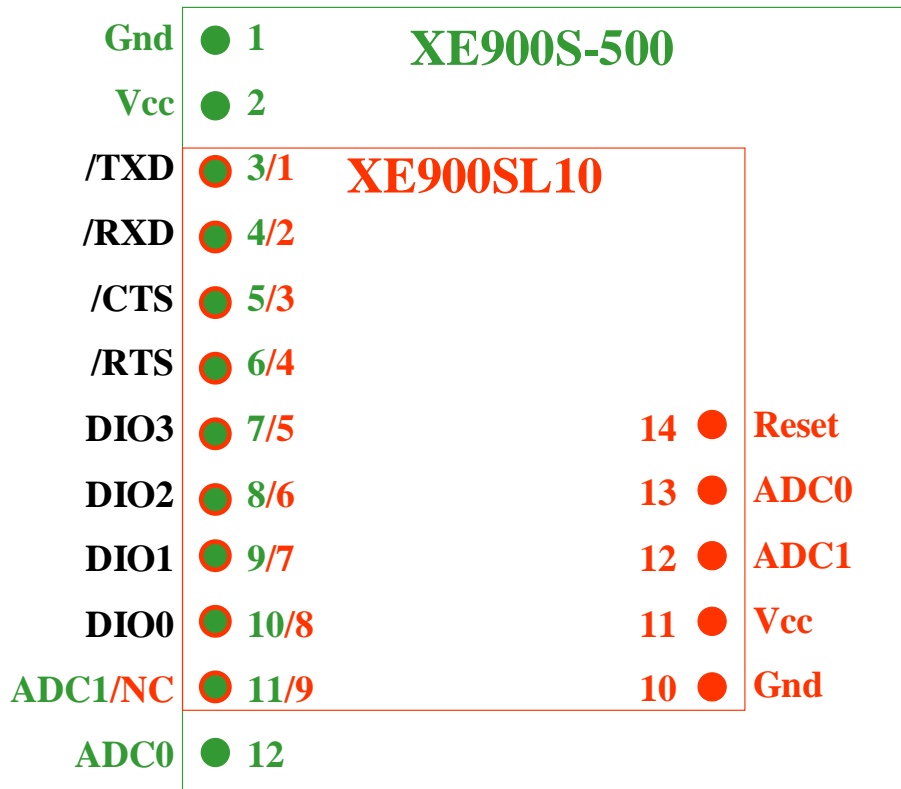 Gnd 1 XE900S-500
Vcc 2
/TXD 3/1 XE900SL10
/RXD 4/2
/CTS 5/3
/RTS 6/4
DIO3 7/5 14 Reset
DIO2 8/6 13 ADC0
DIO1 9/7 12 ADC1
DIO0 10/8 11 Vcc
ADC1/NC 11/9 10 Gnd
ADC0 12